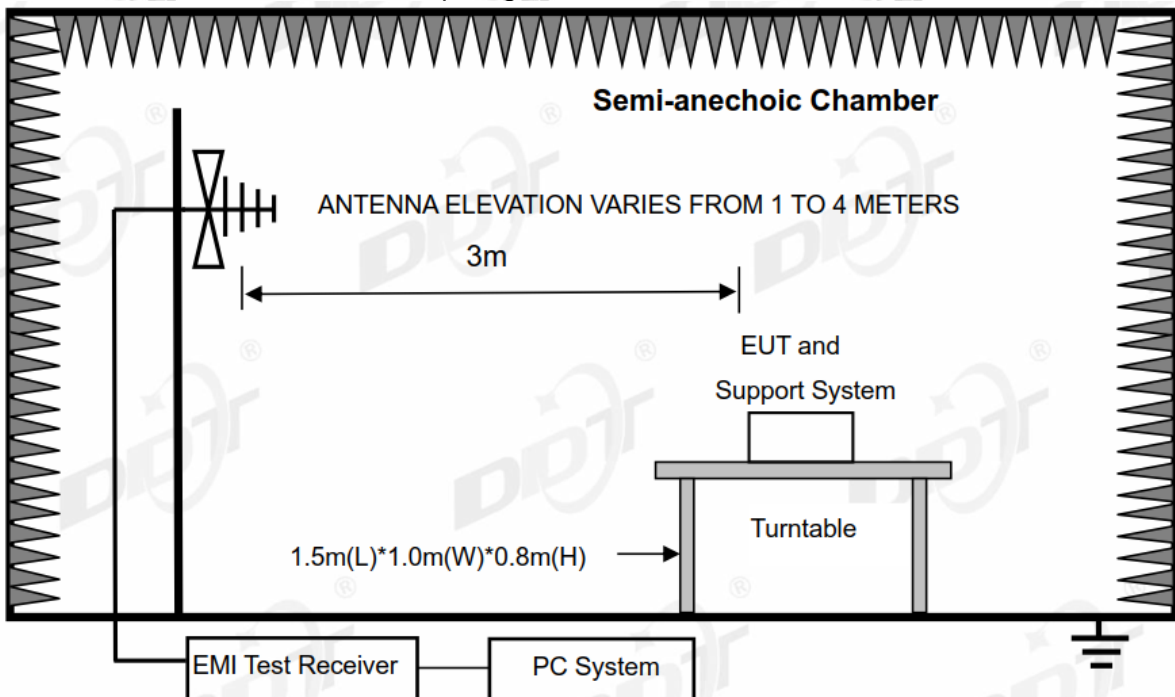 Semi-anechoic Chamber
ANTENNA ELEVATION VARIES FROM 1 TO 4 METERS
3m
EUT and
Support System
Turntable
1.5m(L)*1.0m(W)*0.8m(H)
EMI Test Receiver
PC System
DDT®